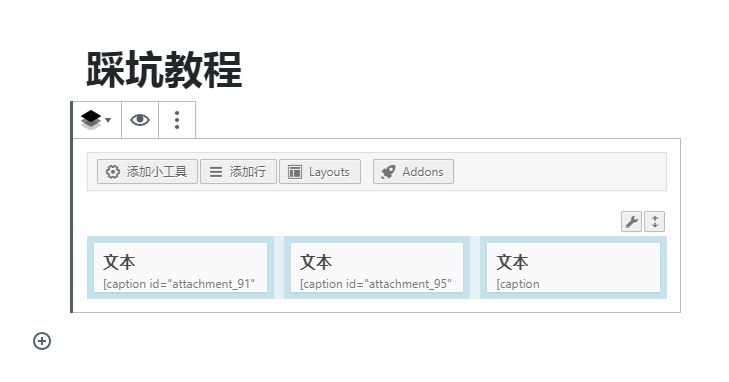 踩坑教程
添加小工具 添加行 Layouts Addons
文本 文本 文本
[caption id="attachment_91" [caption id="attachment_95" [caption